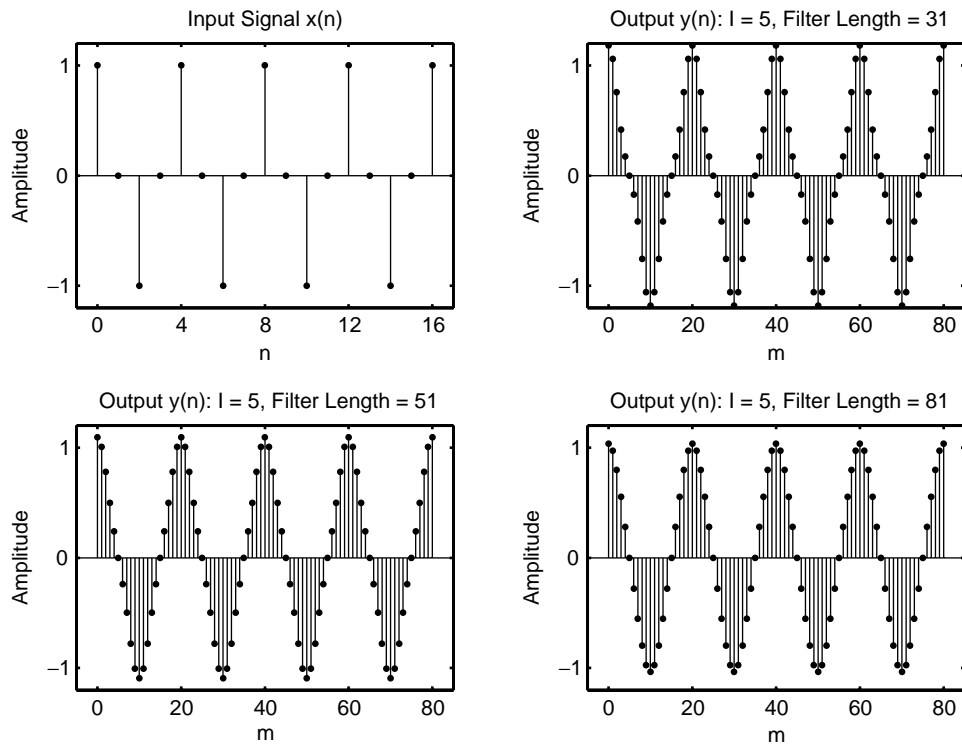 Input Signal x(n)
Amplitude
1
0
−1
0 4 8 12 16
n
Output y(n): I = 5, Filter Length = 31
Amplitude
1
0
−1
0 20 40 60 80
m
Output y(n): I = 5, Filter Length = 51
Amplitude
1
0
−1
0 20 40 60 80
m
Output y(n): I = 5, Filter Length = 81
Amplitude
1
0
−1
0 20 40 60 80
m